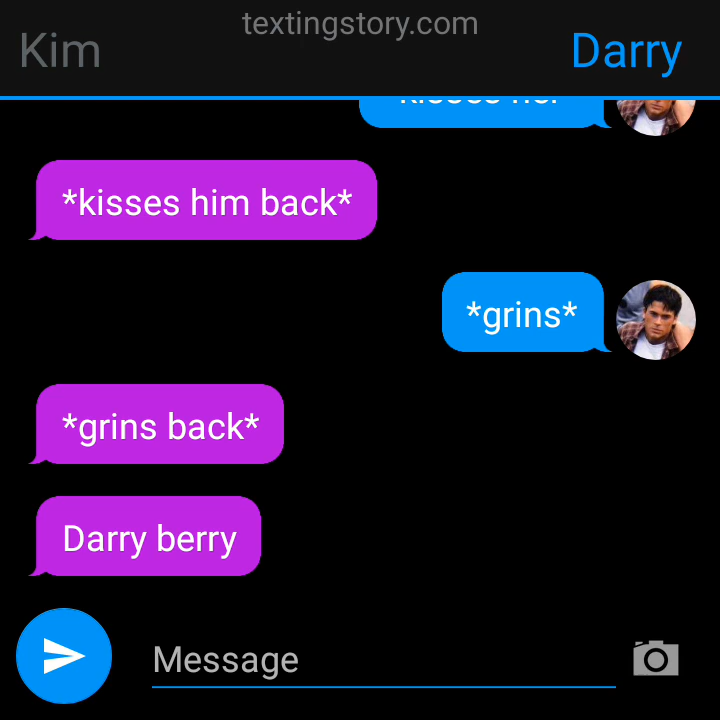 textingstory.com
Kim
Darry
*kisses him back*
*grins*
*grins back*
Darry berry
Message